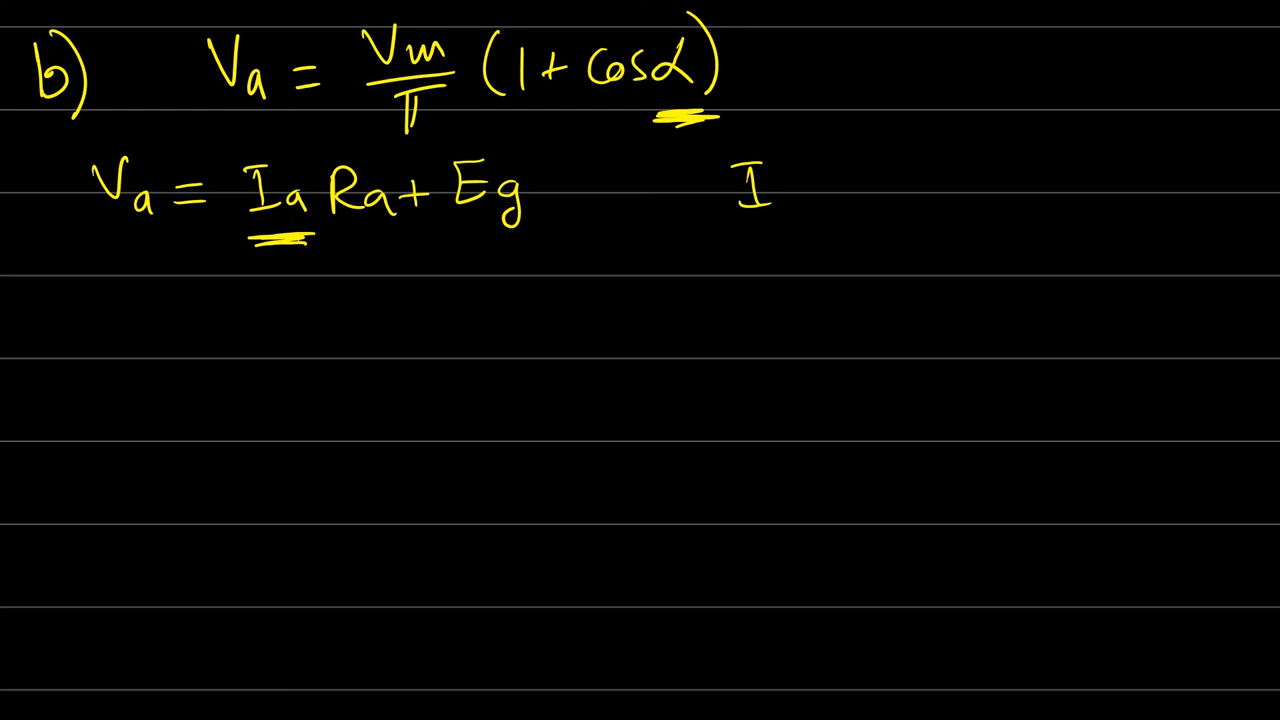 b) Va = Vm/π (1 + cosα)
Va = Ia Ra + Eg I